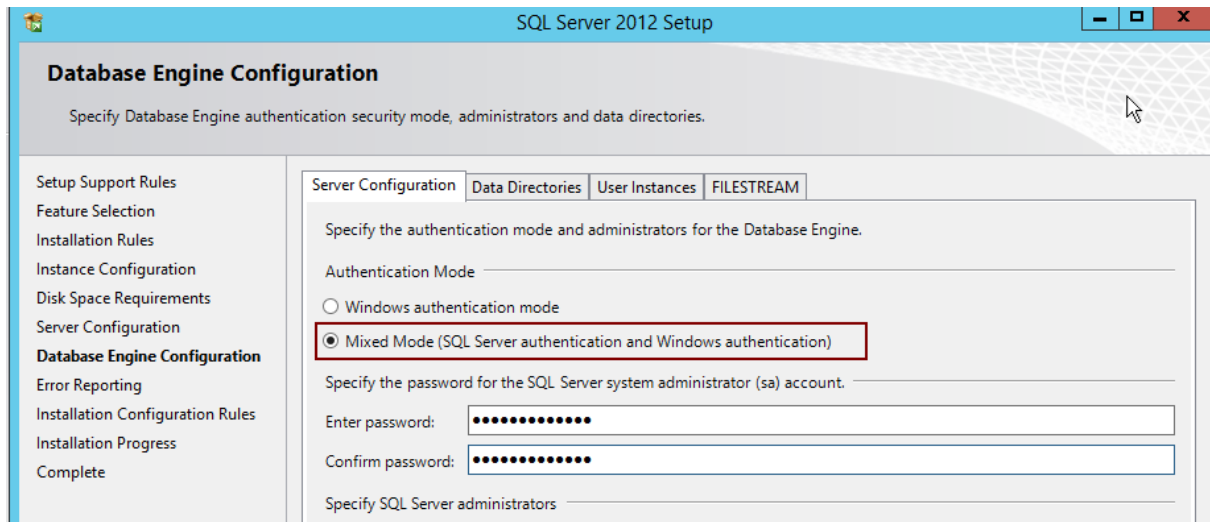 SQL Server 2012 Setup
Database Engine Configuration
Specify Database Engine authentication security mode, administrators and data directories.
Setup Support Rules
Feature Selection
Installation Rules
Instance Configuration
Disk Space Requirements
Server Configuration
Database Engine Configuration
Error Reporting
Installation Configuration Rules
Installation Progress
Complete
Server Configuration Data Directories User Instances FILESTREAM
Specify the authentication mode and administrators for the Database Engine.
Authentication Mode
Windows authentication mode
Mixed Mode (SQL Server authentication and Windows authentication)
Specify the password for the SQL Server system administrator (sa) account.
Enter password: ●●●●●●●●●●●●●
Confirm password: ●●●●●●●●●●●●●
Specify SQL Server administrators